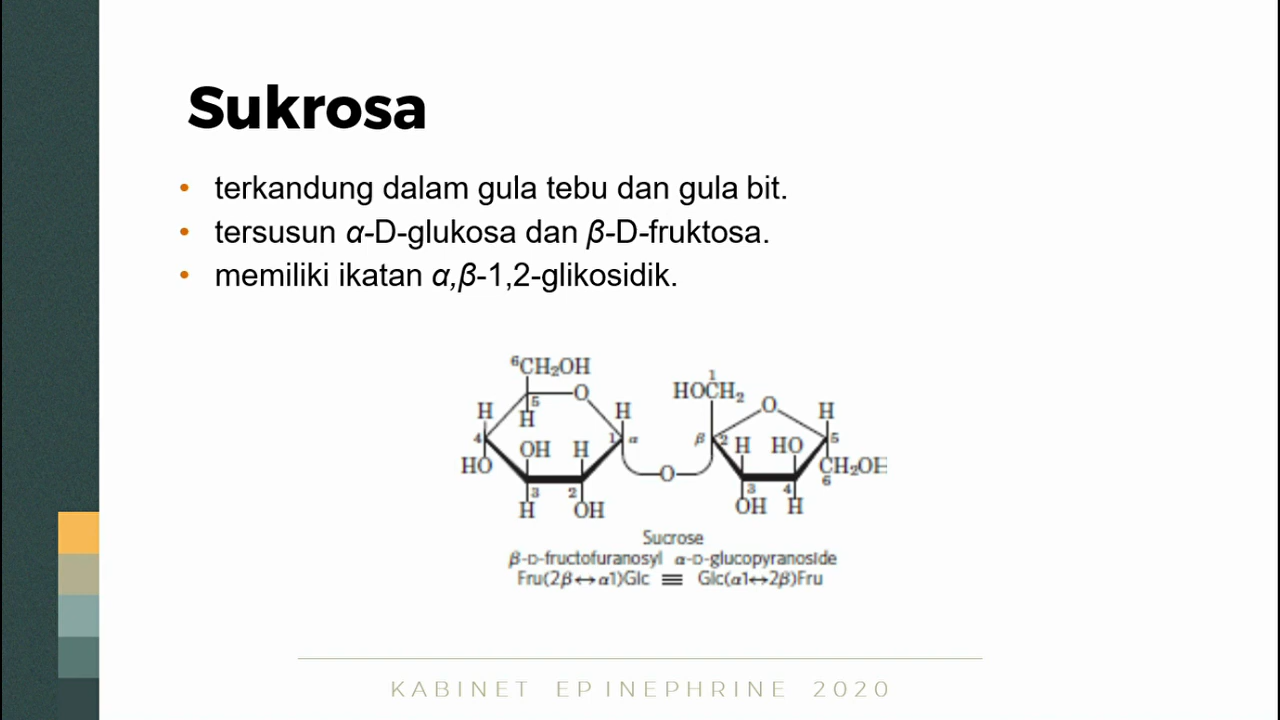 Sukrosa
• terkandung dalam gula tebu dan gula bit.
• tersusun α-D-glukosa dan β-D-fruktosa.
• memiliki ikatan α,β-1,2-glikosidik.
⁶CH₂OH
1
HOCH₂
O
O
H
5
H
H
H
H
4
1
α
β
2
H
HO
5
OH
H
HO
O
CH₂OH
6
3
2
3
4
H
OH
OH
H
Sucrose
β-D-fructofuranosyl α-D-glucopyranoside
Fru(2β↔α1)Glc ≡ Glc(α1↔2β)Fru
KABINET EPINEPHRINE 2020